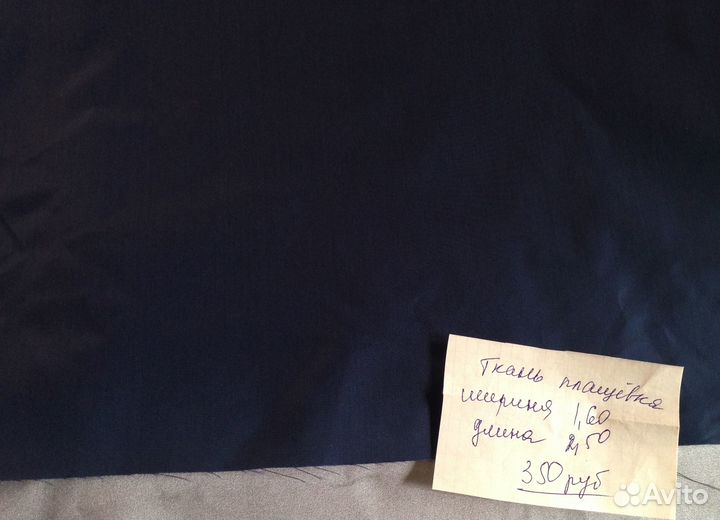 Ткань плащёвка
ширина 1,60
длина 2,50
350 руб
Avito